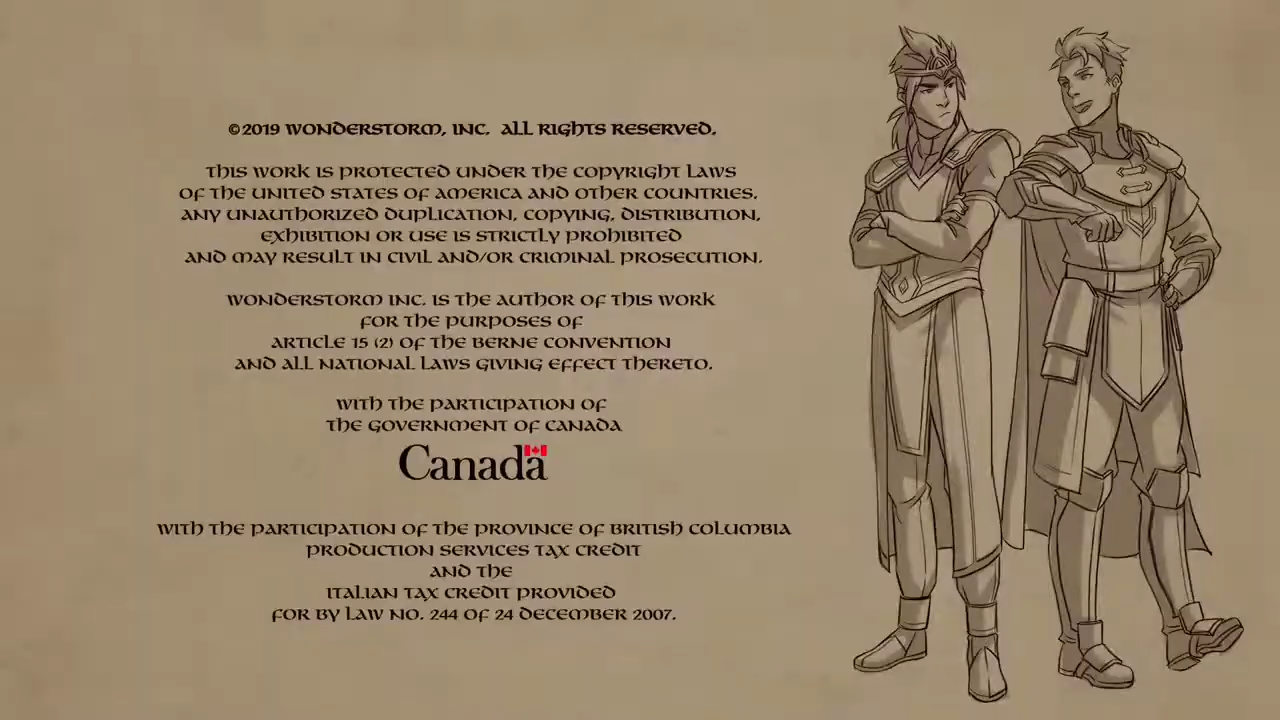 ©2019 WONDERSTORM, INC. ALL RIGHTS RESERVED.
THIS WORK IS PROTECTED UNDER THE COPYRIGHT LAWS
OF THE UNITED STATES OF AMERICA AND OTHER COUNTRIES.
ANY UNAUTHORIZED DUPLICATION, COPYING, DISTRIBUTION,
EXHIBITION OR USE IS STRICTLY PROHIBITED
AND MAY RESULT IN CIVIL AND/OR CRIMINAL PROSECUTION.
WONDERSTORM INC. IS THE AUTHOR OF THIS WORK
FOR THE PURPOSES OF
ARTICLE 15 (2) OF THE BERNE CONVENTION
AND ALL NATIONAL LAWS GIVING EFFECT THERETO.
WITH THE PARTICIPATION OF
THE GOVERNMENT OF CANADA
Canada
WITH THE PARTICIPATION OF THE PROVINCE OF BRITISH COLUMBIA
PRODUCTION SERVICES TAX CREDIT
AND THE
ITALIAN TAX CREDIT PROVIDED
FOR BY LAW NO. 244 OF 24 DECEMBER 2007.